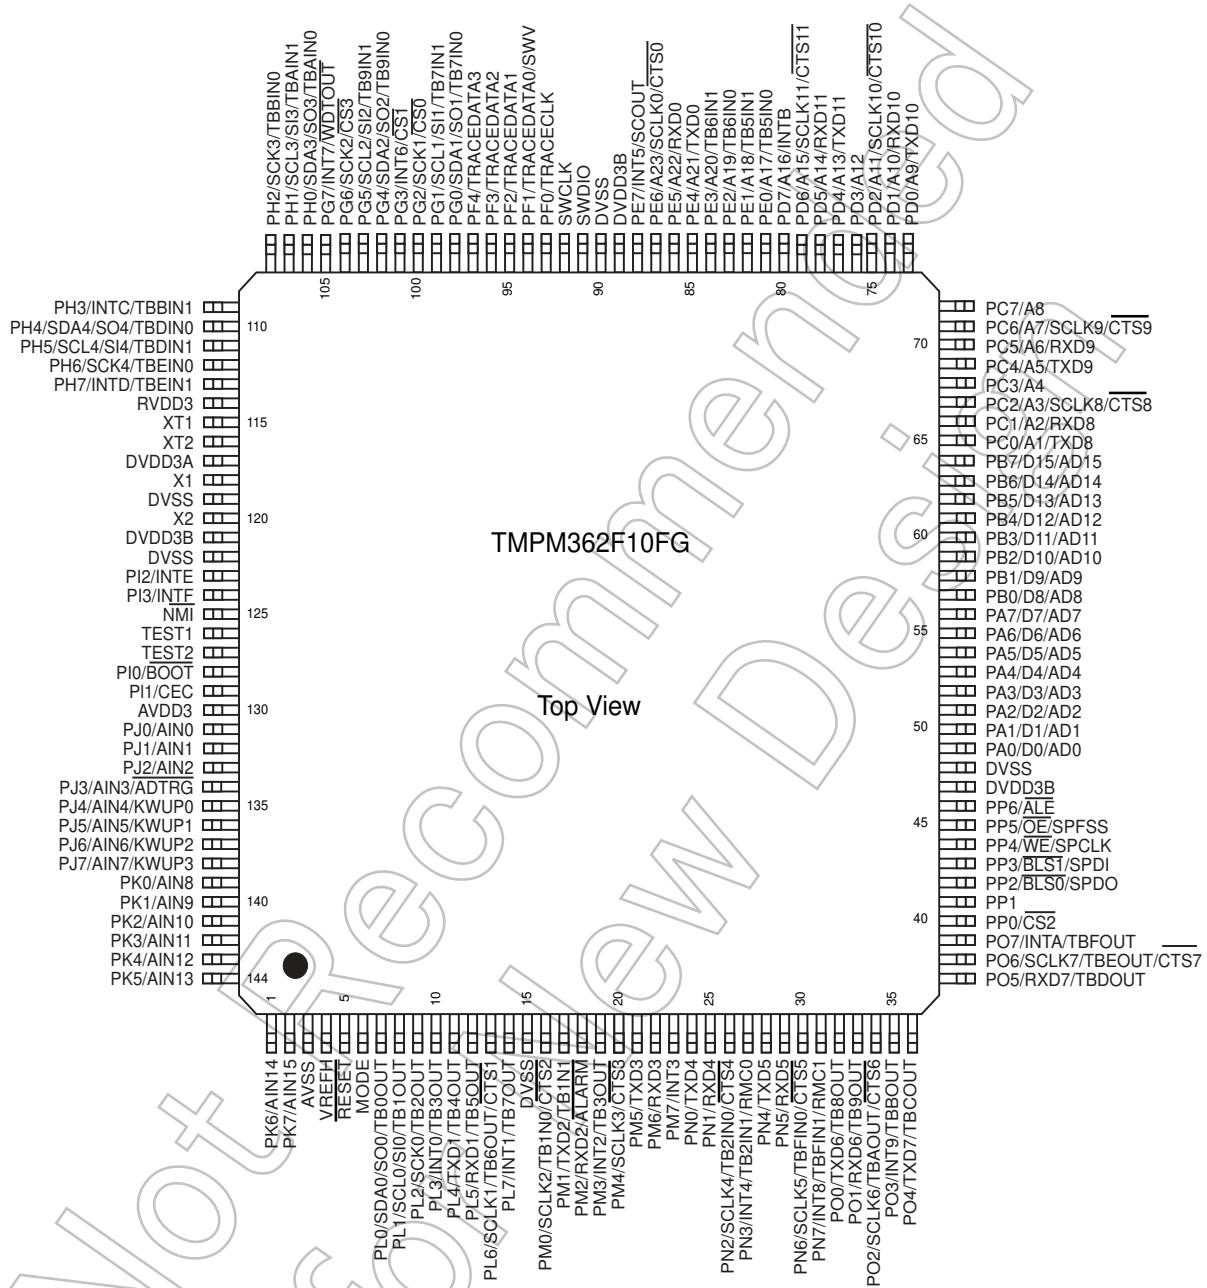 PH2/SCK3/TBBIN0
PH1/SCL3/SI3/TBAIN1
PH0/SDA3/SO3/TBAIN0
PG7/INT7/WDTOUT
PG6/SCK2/CS3
PG5/SCL2/SI2/TB9IN1
PG4/SDA2/SO2/TB9IN0
PG3/INT6/CS1
PG2/SCK1/CS0
PG1/SCL1/SI1/TB7IN1
PG0/SDA1/SO1/TB7IN0
PF4/TRACEDATA3
PF3/TRACEDATA2
PF2/TRACEDATA1
PF1/TRACEDATA0/SWV
PF0/TRACECLK
SWCLK
SWDIO
DVSS
DVDD3B
PE7/INT5/SCOUT
PE6/A23/SCLK0/CTS0
PE5/A22/RXD0
PE4/A21/TXD0
PE3/A20/TB6IN1
PE2/A19/TB6IN0
PE1/A18/TB5IN1
PE0/A17/TB5IN0
PD7/A16/INTB
PD6/A15/SCLK11/CTS11
PD5/A14/RXD11
PD4/A13/TXD11
PD3/A12
PD2/A11/SCLK10/CTS10
PD1/A10/RXD10
PD0/A9/TXD10
105
100
95
90
85
80
75
PH3/INTC/TBBIN1
PH4/SDA4/SO4/TBDIN0
PH5/SCL4/SI4/TBDIN1
PH6/SCK4/TBEIN0
PH7/INTD/TBEIN1
RVDD3
XT1
XT2
DVDD3A
X1
DVSS
X2
DVDD3B
DVSS
PI2/INTE
PI3/INTF
NMI
TEST1
TEST2
PI0/BOOT
PI1/CEC
AVDD3
PJ0/AIN0
PJ1/AIN1
PJ2/AIN2
PJ3/AIN3/ADTRG
PJ4/AIN4/KWUP0
PJ5/AIN5/KWUP1
PJ6/AIN6/KWUP2
PJ7/AIN7/KWUP3
PK0/AIN8
PK1/AIN9
PK2/AIN10
PK3/AIN11
PK4/AIN12
PK5/AIN13
110
115
120
125
130
135
140
144
TMPM362F10FG
Top View
70
65
60
55
50
45
40
PC7/A8
PC6/A7/SCLK9/CTS9
PC5/A6/RXD9
PC4/A5/TXD9
PC3/A4
PC2/A3/SCLK8/CTS8
PC1/A2/RXD8
PC0/A1/TXD8
PB7/D15/AD15
PB6/D14/AD14
PB5/D13/AD13
PB4/D12/AD12
PB3/D11/AD11
PB2/D10/AD10
PB1/D9/AD9
PB0/D8/AD8
PA7/D7/AD7
PA6/D6/AD6
PA5/D5/AD5
PA4/D4/AD4
PA3/D3/AD3
PA2/D2/AD2
PA1/D1/AD1
PA0/D0/AD0
DVSS
DVDD3B
PP6/ALE
PP5/OE/SPFSS
PP4/WE/SPCLK
PP3/BLS1/SPDI
PP2/BLS0/SPDO
PP1
PP0/CS2
PO7/INTA/TBFOUT
PO6/SCLK7/TBEOUT/CTS7
PO5/RXD7/TBDOUT
1
5
10
15
20
25
30
35
PK6/AIN14
PK7/AIN15
AVSS
VREFH
RESET
MODE
PL0/SDA0/SO0/TB0OUT
PL1/SCL0/SI0/TB1OUT
PL2/SCK0/TB2OUT
PL3/INT0/TB3OUT
PL4/TXD1/TB4OUT
PL5/RXD1/TB5OUT
PL6/SCLK1/TB6OUT/CTS1
PL7/INT1/TB7OUT
DVSS
PM0/SCLK2/TB1N0/CTS2
PM1/TXD2/TB1N1
PM2/RXD2/ALARM
PM3/INT2/TB3OUT
PM4/SCLK3/CTS3
PM5/TXD3
PM6/RXD3
PM7/INT3
PN0/TXD4
PN1/RXD4
PN2/SCLK4/TB2IN0/CTS4
PN3/INT4/TB2IN1/RMC0
PN4/TXD5
PN5/RXD5
PN6/SCLK5/TBFIN0/CTS5
PN7/INT8/TBFIN1/RMC1
PO0/TXD6/TB8OUT
PO1/RXD6/TB9OUT
PO2/SCLK6/TBAOUT/CTS6
PO3/INT9/TBBOUT
PO4/TXD7/TBCOUT
Not Recommended
for New Design